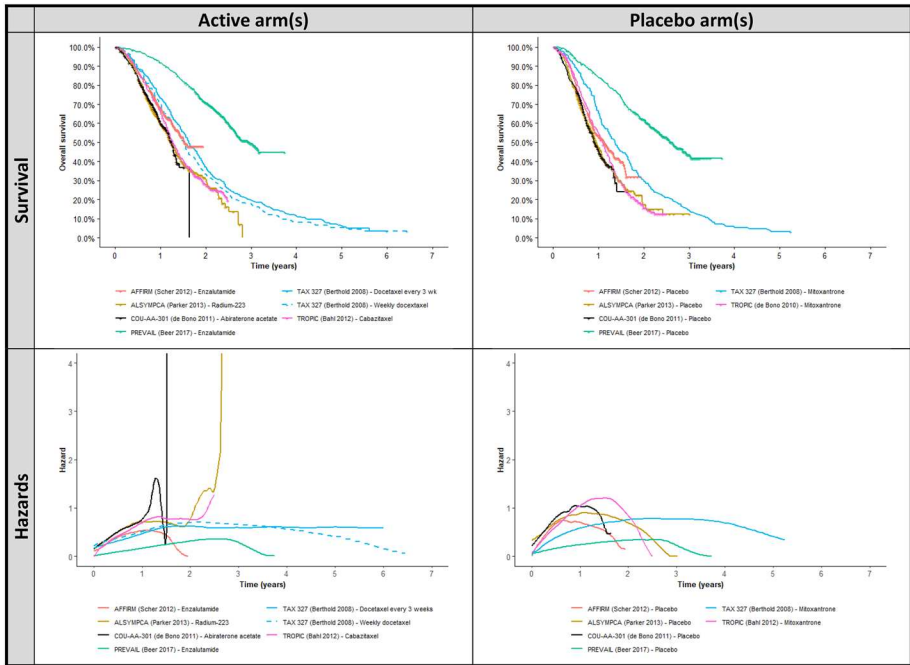 Active arm(s)
Placebo arm(s)
Survival
Overall survival
100.0%
90.0%
80.0%
70.0%
60.0%
50.0%
40.0%
30.0%
20.0%
10.0%
0.0%
0 1 2 3 4 5 6 7
Time (years)
AFFIRM (Scher 2012) - Enzalutamide
ALSYMPCA (Parker 2013) - Radium-223
COU-AA-301 (de Bono 2011) - Abiraterone acetate
PREVAIL (Beer 2017) - Enzalutamide
TAX 327 (Berthold 2008) - Docetaxel every 3 wk
TAX 327 (Berthold 2008) - Weekly docextaxel
TROPIC (Bahl 2012) - Cabazitaxel
Overall survival
100.0%
90.0%
80.0%
70.0%
60.0%
50.0%
40.0%
30.0%
20.0%
10.0%
0.0%
0 1 2 3 4 5 6 7
Time (years)
AFFIRM (Scher 2012) - Placebo
ALSYMPCA (Parker 2013) - Placebo
COU-AA-301 (de Bono 2011) - Placebo
PREVAIL (Beer 2017) - Placebo
TAX 327 (Berthold 2008) - Mitoxantrone
TROPIC (de Bono 2010) - Mitoxantrone
Hazards
Hazard
4
3
2
1
0
0 1 2 3 4 5 6 7
Time (years)
AFFIRM (Scher 2012) - Enzalutamide
ALSYMPCA (Parker 2013) - Radium-223
COU-AA-301 (de Bono 2011) - Abiraterone acetate
PREVAIL (Beer 2017) - Enzalutamide
TAX 327 (Berthold 2008) - Docetaxel every 3 weeks
TAX 327 (Berthold 2008) - Weekly docetaxel
TROPIC (Bahl 2012) - Cabazitaxel
Hazard
4
3
2
1
0
0 1 2 3 4 5 6 7
Time (years)
AFFIRM (Scher 2012) - Placebo
ALSYMPCA (Parker 2013) - Placebo
COU-AA-301 (de Bono 2011) - Placebo
PREVAIL (Beer 2017) - Placebo
TAX 327 (Berthold 2008) - Mitoxantrone
TROPIC (Bahl 2012) - Mitoxantrone